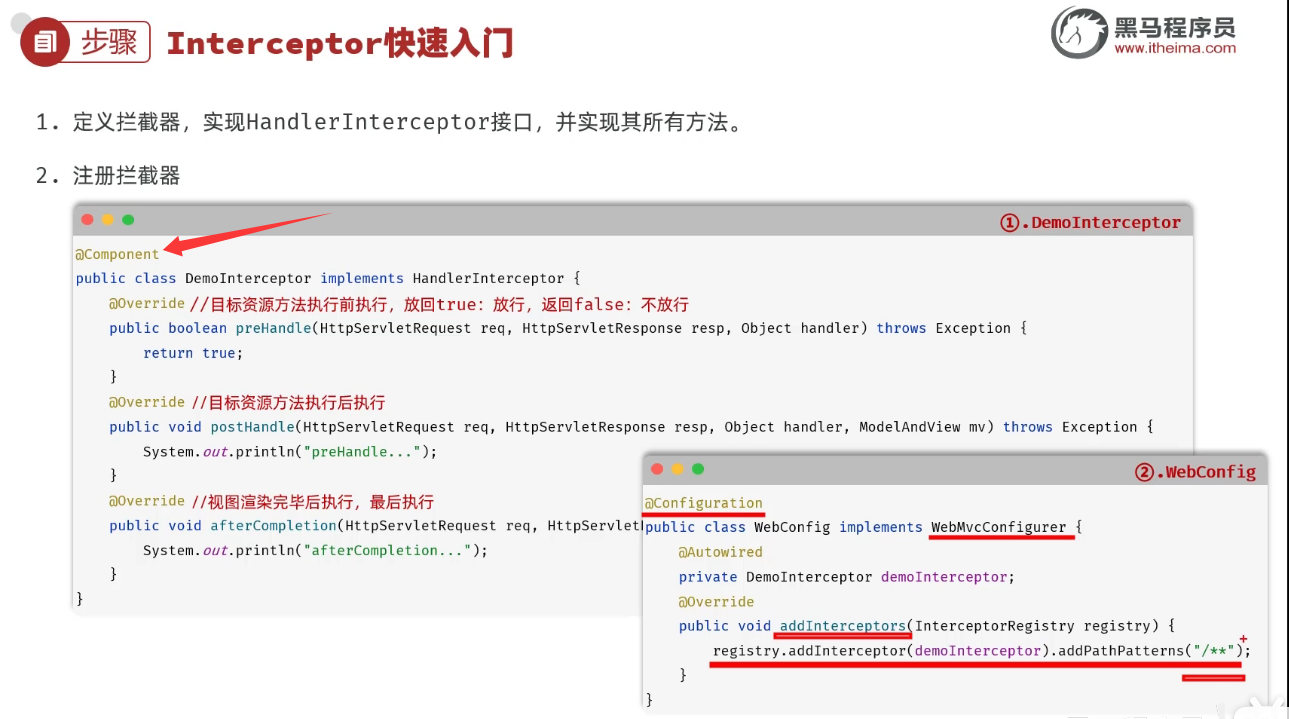 步骤 Interceptor快速入门
黑马程序员
www.itheima.com
1. 定义拦截器，实现HandlerInterceptor接口，并实现其所有方法。
2. 注册拦截器
①.DemoInterceptor
@Component
public class DemoInterceptor implements HandlerInterceptor {
@Override //目标资源方法执行前执行，放回true：放行，返回false：不放行
public boolean preHandle(HttpServletRequest req, HttpServletResponse resp, Object handler) throws Exception {
return true;
}
@Override //目标资源方法执行后执行
public void postHandle(HttpServletRequest req, HttpServletResponse resp, Object handler, ModelAndView mv) throws Exception {
System.out.println("preHandle...");
}
@Override //视图渲染完毕后执行，最后执行
public void afterCompletion(HttpServletRequest req, HttpServlet
System.out.println("afterCompletion...");
}
}
②.WebConfig
@Configuration
public class WebConfig implements WebMvcConfigurer {
@Autowired
private DemoInterceptor demoInterceptor;
@Override
public void addInterceptors(InterceptorRegistry registry) {
registry.addInterceptor(demoInterceptor).addPathPatterns("/**");
}
}